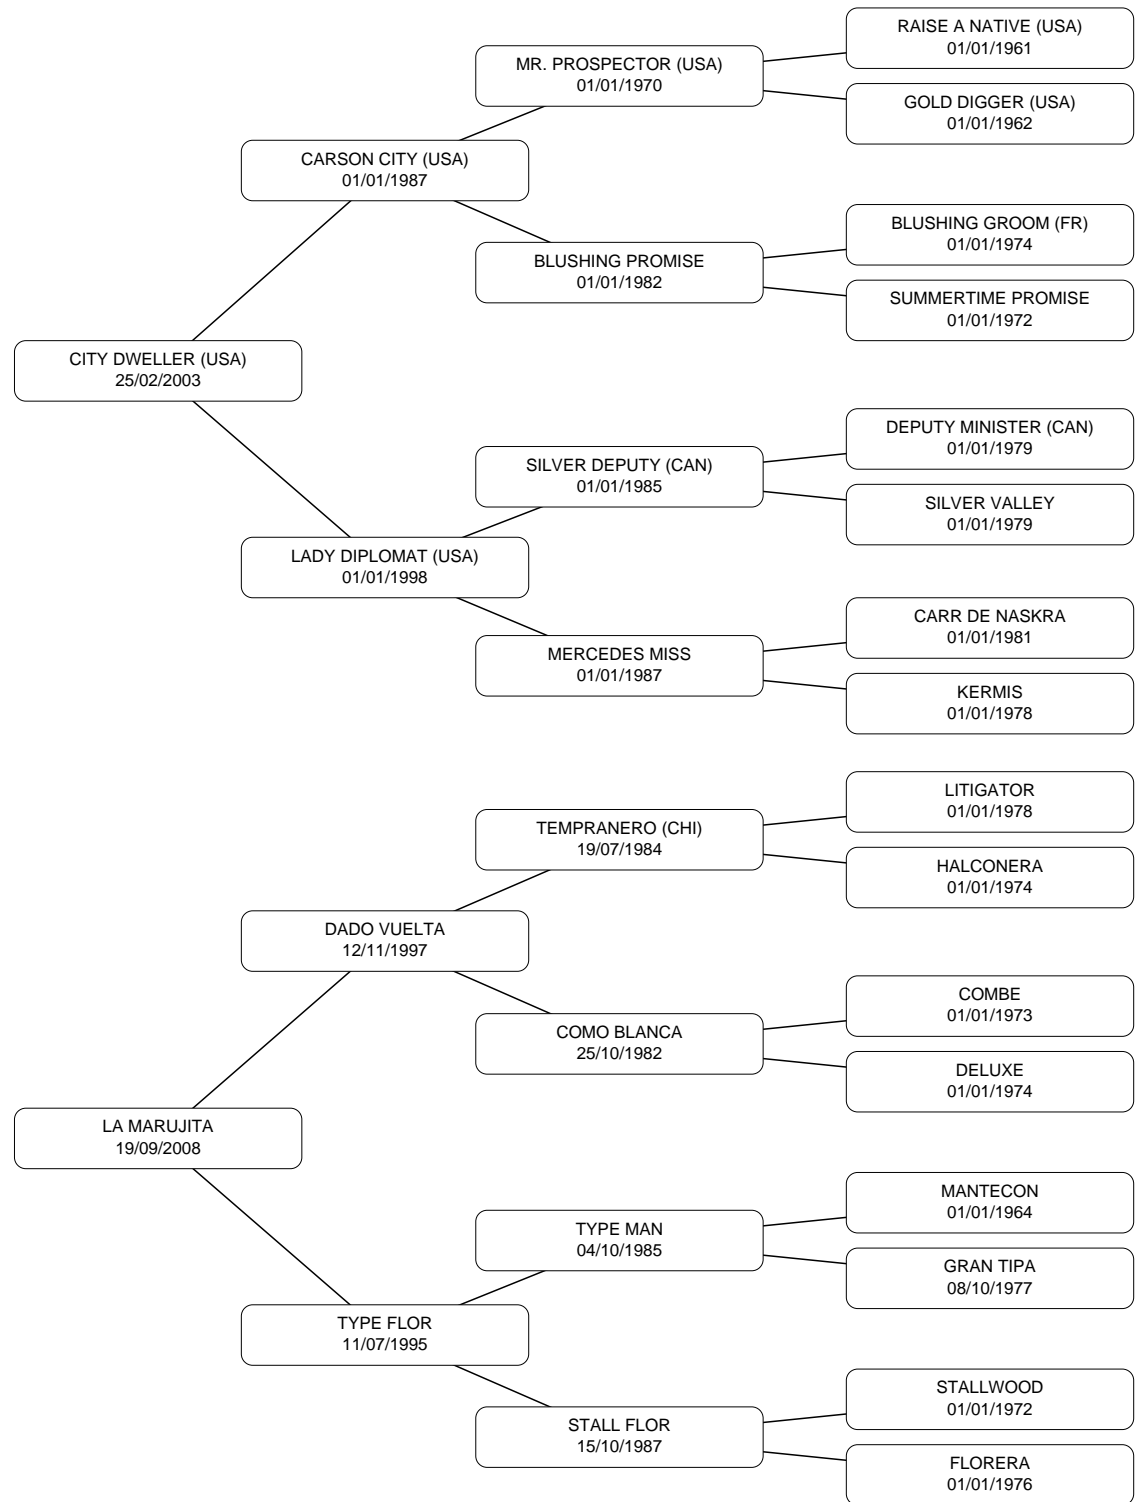 RAISE A NATIVE (USA)
01/01/1961
MR. PROSPECTOR (USA)
01/01/1970
GOLD DIGGER (USA)
01/01/1962
CARSON CITY (USA)
01/01/1987
BLUSHING GROOM (FR)
01/01/1974
BLUSHING PROMISE
01/01/1982
SUMMERTIME PROMISE
01/01/1972
CITY DWELLER (USA)
25/02/2003
DEPUTY MINISTER (CAN)
01/01/1979
SILVER DEPUTY (CAN)
01/01/1985
SILVER VALLEY
01/01/1979
LADY DIPLOMAT (USA)
01/01/1998
CARR DE NASKRA
01/01/1981
MERCEDES MISS
01/01/1987
KERMIS
01/01/1978
LITIGATOR
01/01/1978
TEMPRANERO (CHI)
19/07/1984
HALCONERA
01/01/1974
DADO VUELTA
12/11/1997
COMBE
01/01/1973
COMO BLANCA
25/10/1982
DELUXE
01/01/1974
LA MARUJITA
19/09/2008
MANTECON
01/01/1964
TYPE MAN
04/10/1985
GRAN TIPA
08/10/1977
TYPE FLOR
11/07/1995
STALLWOOD
01/01/1972
STALL FLOR
15/10/1987
FLORERA
01/01/1976